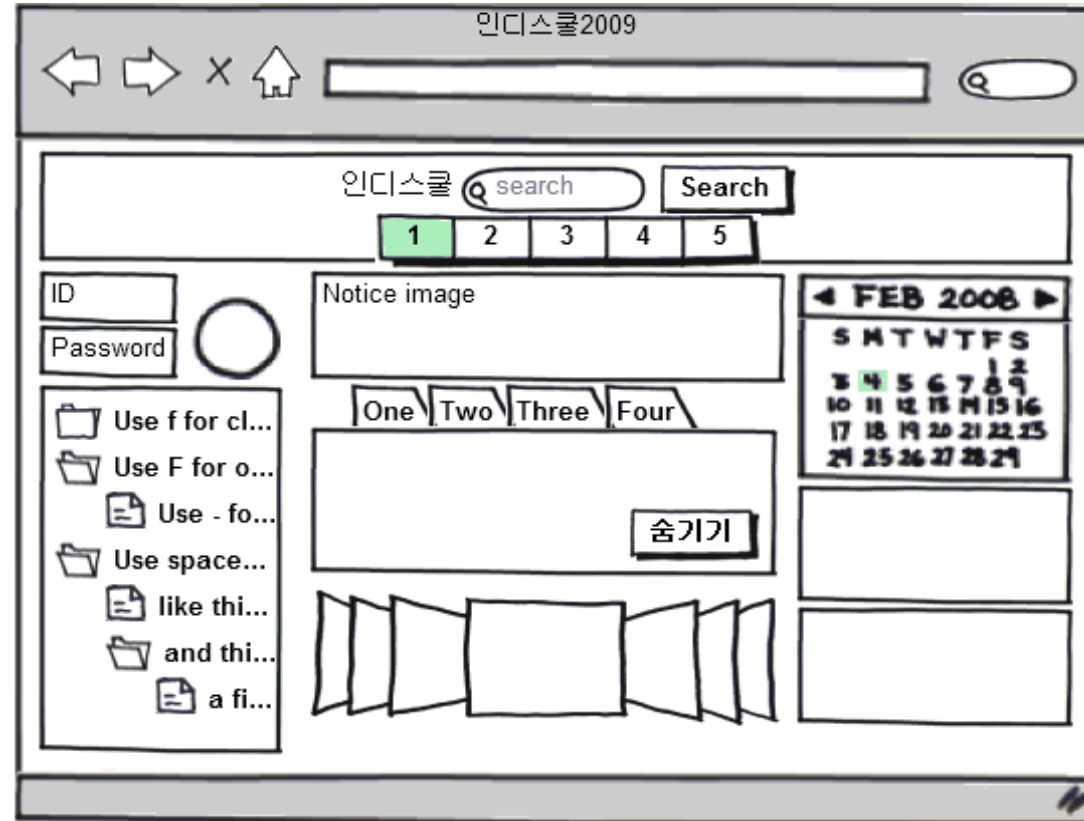 인디스쿨2009
인디스쿨 search Search
1 2 3 4 5
ID
Password
Use f for cl...
Use F for o...
Use - fo...
Use space...
like thi...
and thi...
a fi...
Notice image
One Two Three Four
숨기기
FEB 2008
S M T W T F S
1 2
3 4 5 6 7 8 9
10 11 12 13 14 15 16
17 18 19 20 21 22 23
24 25 26 27 28 29